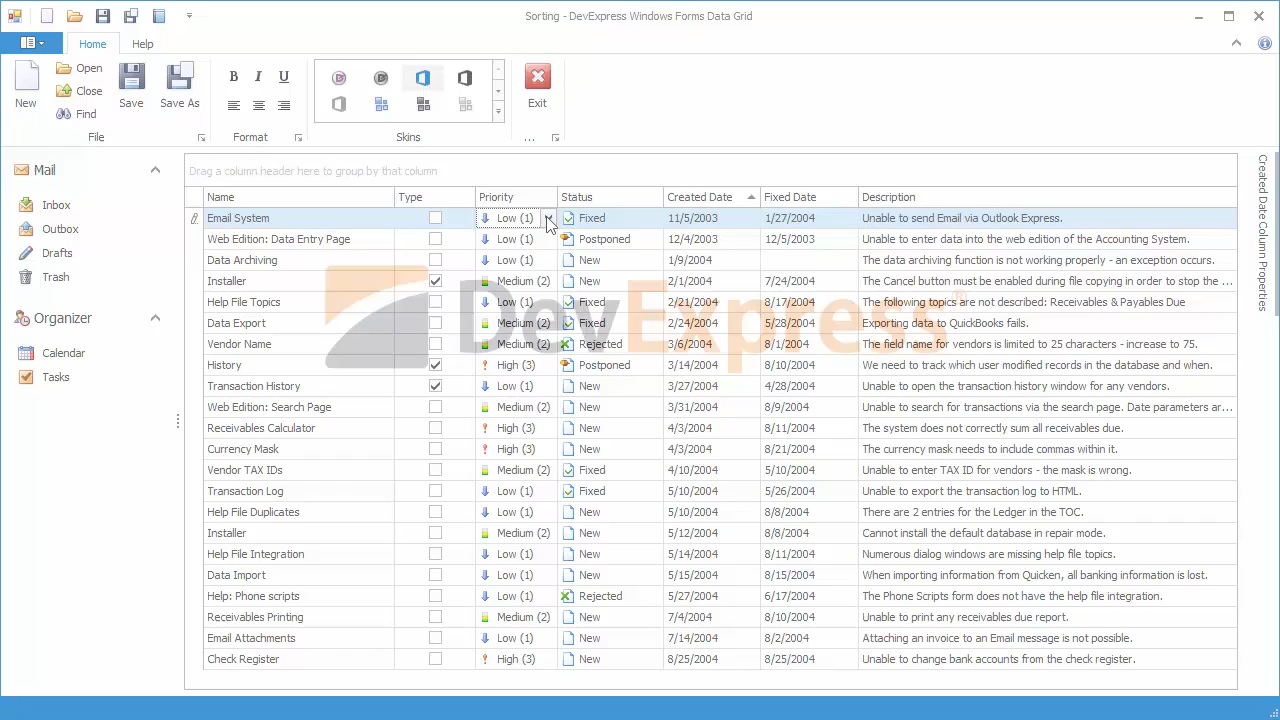 Sorting - DevExpress Windows Forms Data Grid
Home Help
New Open Close Find Save Save As Exit
File Format Skins ...
Mail
Inbox
Outbox
Drafts
Trash
Organizer
Calendar
Tasks
Drag a column header here to group by that column
Name Type Priority Status Created Date Fixed Date Description
Email System Low (1) Fixed 11/5/2003 1/27/2004 Unable to send Email via Outlook Express.
Web Edition: Data Entry Page Low (1) Postponed 12/4/2003 12/5/2003 Unable to enter data into the web edition of the Accounting System.
Data Archiving Low (1) New 1/9/2004 The data archiving function is not working properly - an exception occurs.
Installer Medium (2) New 2/1/2004 7/24/2004 The Cancel button must be enabled during file copying in order to stop the ...
Help File Topics Low (1) Fixed 2/21/2004 8/17/2004 The following topics are not described: Receivables & Payables Due
Data Export Medium (2) Fixed 2/24/2004 5/28/2004 Exporting data to QuickBooks fails.
Vendor Name Medium (2) Rejected 3/6/2004 8/1/2004 The field name for vendors is limited to 25 characters - increase to 75.
History High (3) Postponed 3/14/2004 8/10/2004 We need to track which user modified records in the database and when.
Transaction History Low (1) New 3/27/2004 4/28/2004 Unable to open the transaction history window for any vendors.
Web Edition: Search Page Medium (2) New 3/31/2004 8/9/2004 Unable to search for transactions via the search page. Date parameters ar...
Receivables Calculator High (3) New 4/3/2004 8/11/2004 The system does not correctly sum all receivables due.
Currency Mask High (3) New 4/3/2004 8/21/2004 The currency mask needs to include commas within it.
Vendor TAX IDs Medium (2) Fixed 4/10/2004 5/10/2004 Unable to enter TAX ID for vendors - the mask is wrong.
Transaction Log Low (1) Fixed 5/10/2004 5/26/2004 Unable to export the transaction log to HTML.
Help File Duplicates Low (1) New 5/10/2004 8/8/2004 There are 2 entries for the Ledger in the TOC.
Installer Medium (2) New 5/12/2004 8/8/2004 Cannot install the default database in repair mode.
Help File Integration Low (1) New 5/14/2004 8/11/2004 Numerous dialog windows are missing help file topics.
Data Import Low (1) New 5/15/2004 8/15/2004 When importing information from Quicken, all banking information is lost.
Help: Phone scripts Low (1) Rejected 5/27/2004 6/17/2004 The Phone Scripts form does not have the help file integration.
Receivables Printing Medium (2) New 7/4/2004 8/10/2004 Unable to print any receivables due report.
Email Attachments Low (1) New 7/14/2004 8/2/2004 Attaching an invoice to an Email message is not possible.
Check Register High (3) New 8/25/2004 8/25/2004 Unable to change bank accounts from the check register.
Created Date Column Properties
DevExpress